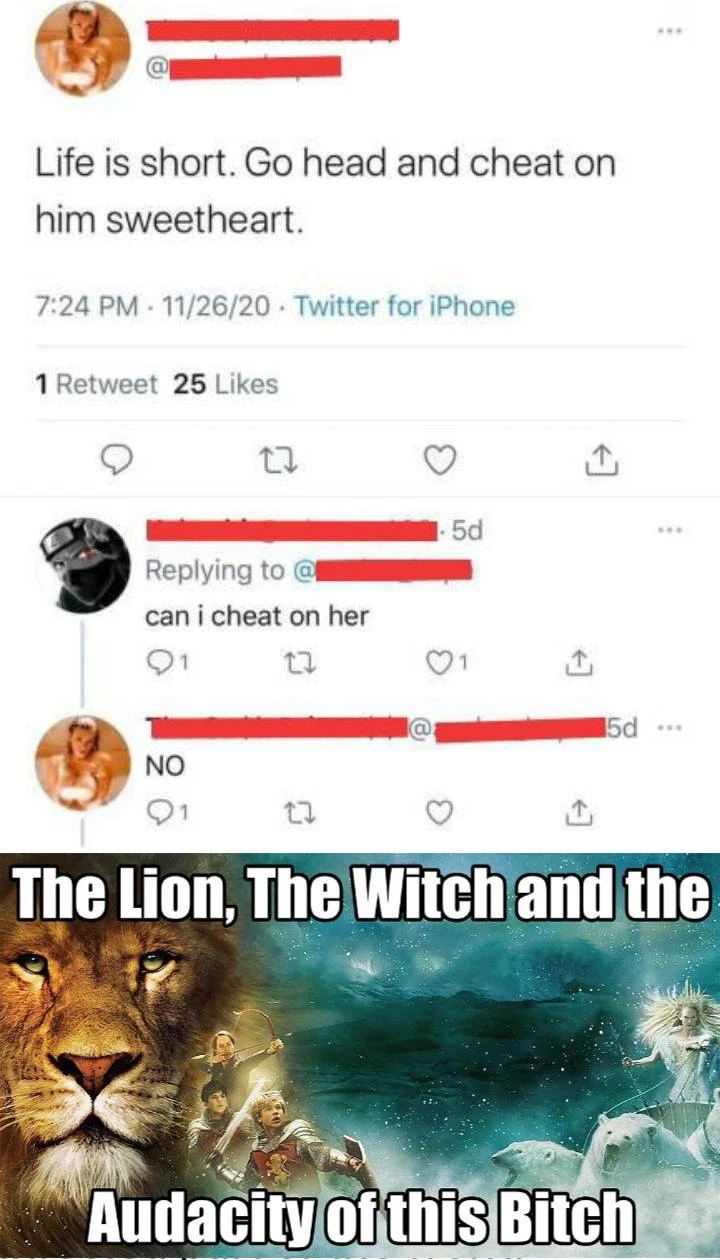 @
Life is short. Go head and cheat on
him sweetheart.
7:24 PM · 11/26/20 · Twitter for iPhone
1 Retweet 25 Likes
· 5d
Replying to @
can i cheat on her
1 1
@ 5d
NO
1
The Lion, The Witch and the
Audacity of this Bitch